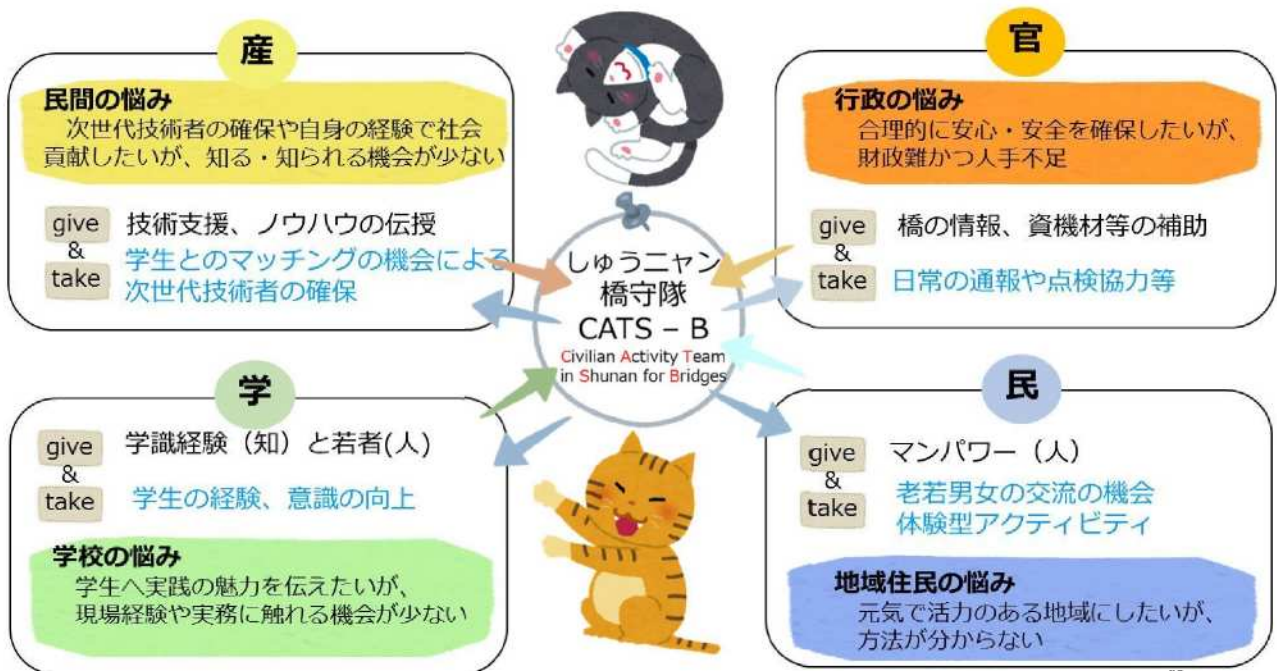 産
民間の悩み
次世代技術者の確保や自身の経験で社会
貢献したいが、知る・知られる機会が少ない
give
&
take
技術支援、ノウハウの伝授
学生とのマッチングの機会による
次世代技術者の確保
官
行政の悩み
合理的に安心・安全を確保したいが、
財政難かつ人手不足
give
&
take
橋の情報、資機材等の補助
日常の通報や点検協力等
しゅうニャン
橋守隊
CATS – B
Civilian Activity Team
in Shunan for Bridges
学
give
&
take
学識経験（知）と若者(人)
学生の経験、意識の向上
学校の悩み
学生へ実践の魅力を伝えたいが、
現場経験や実務に触れる機会が少ない
民
give
&
take
マンパワー（人）
老若男女の交流の機会
体験型アクティビティ
地域住民の悩み
元気で活力のある地域にしたいが、
方法が分からない